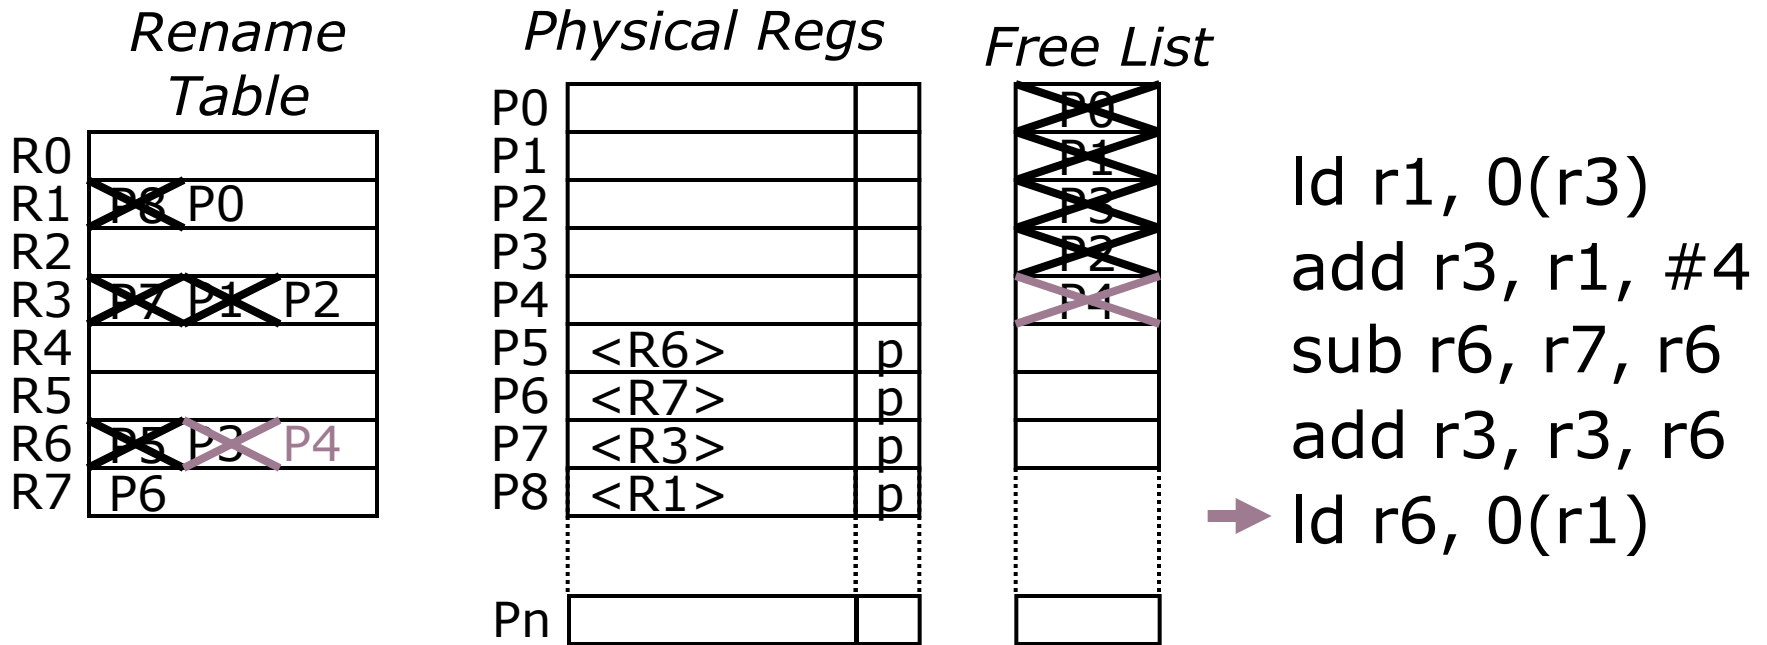 Rename
Table
R0
R1 P8 P0
R2
R3 P7 P1 P2
R4
R5
R6 P5 P3 P4
R7 P6
Physical Regs
P0
P1
P2
P3
P4
P5 <R6> p
P6 <R7> p
P7 <R3> p
P8 <R1> p
Pn
Free List
P0
P1
P3
P2
P4
ld r1, 0(r3)
add r3, r1, #4
sub r6, r7, r6
add r3, r3, r6
ld r6, 0(r1)